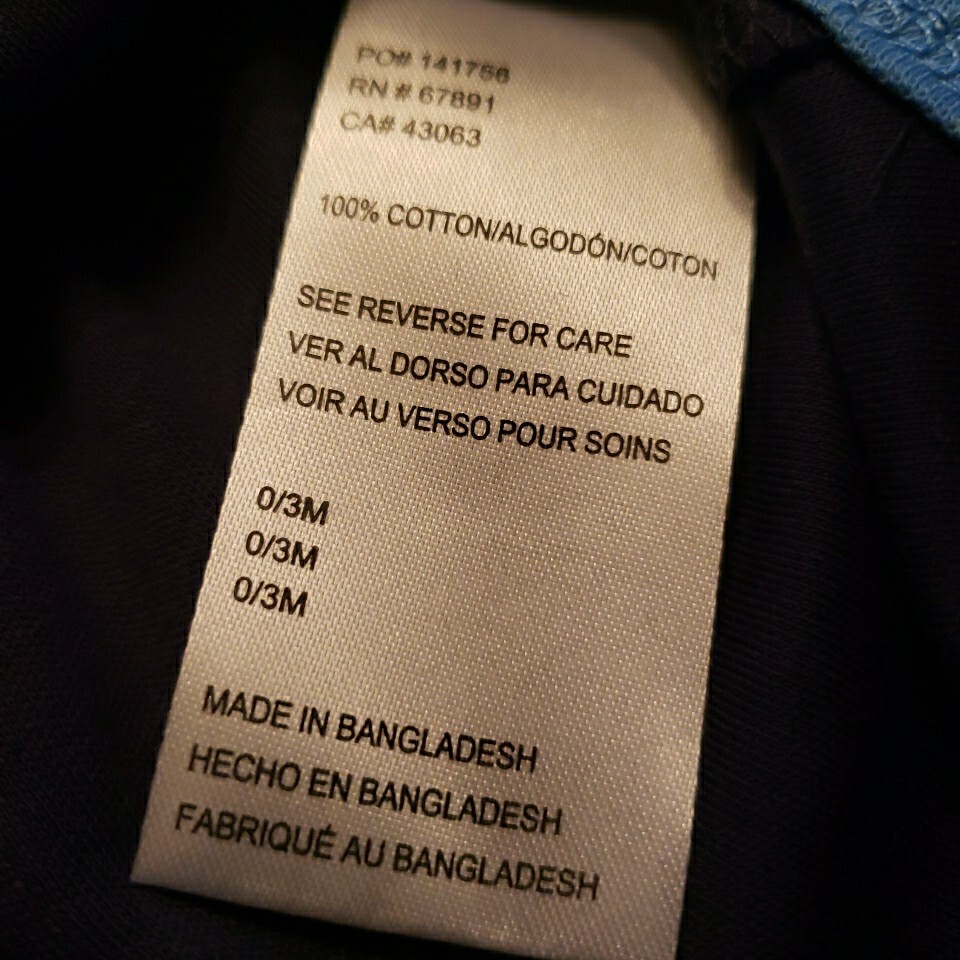 PO# 141756
RN # 67891
CA# 43063
100% COTTON/ALGODÓN/COTON
SEE REVERSE FOR CARE
VER AL DORSO PARA CUIDADO
VOIR AU VERSO POUR SOINS
0/3M
0/3M
0/3M
MADE IN BANGLADESH
HECHO EN BANGLADESH
FABRIQUÉ AU BANGLADESH